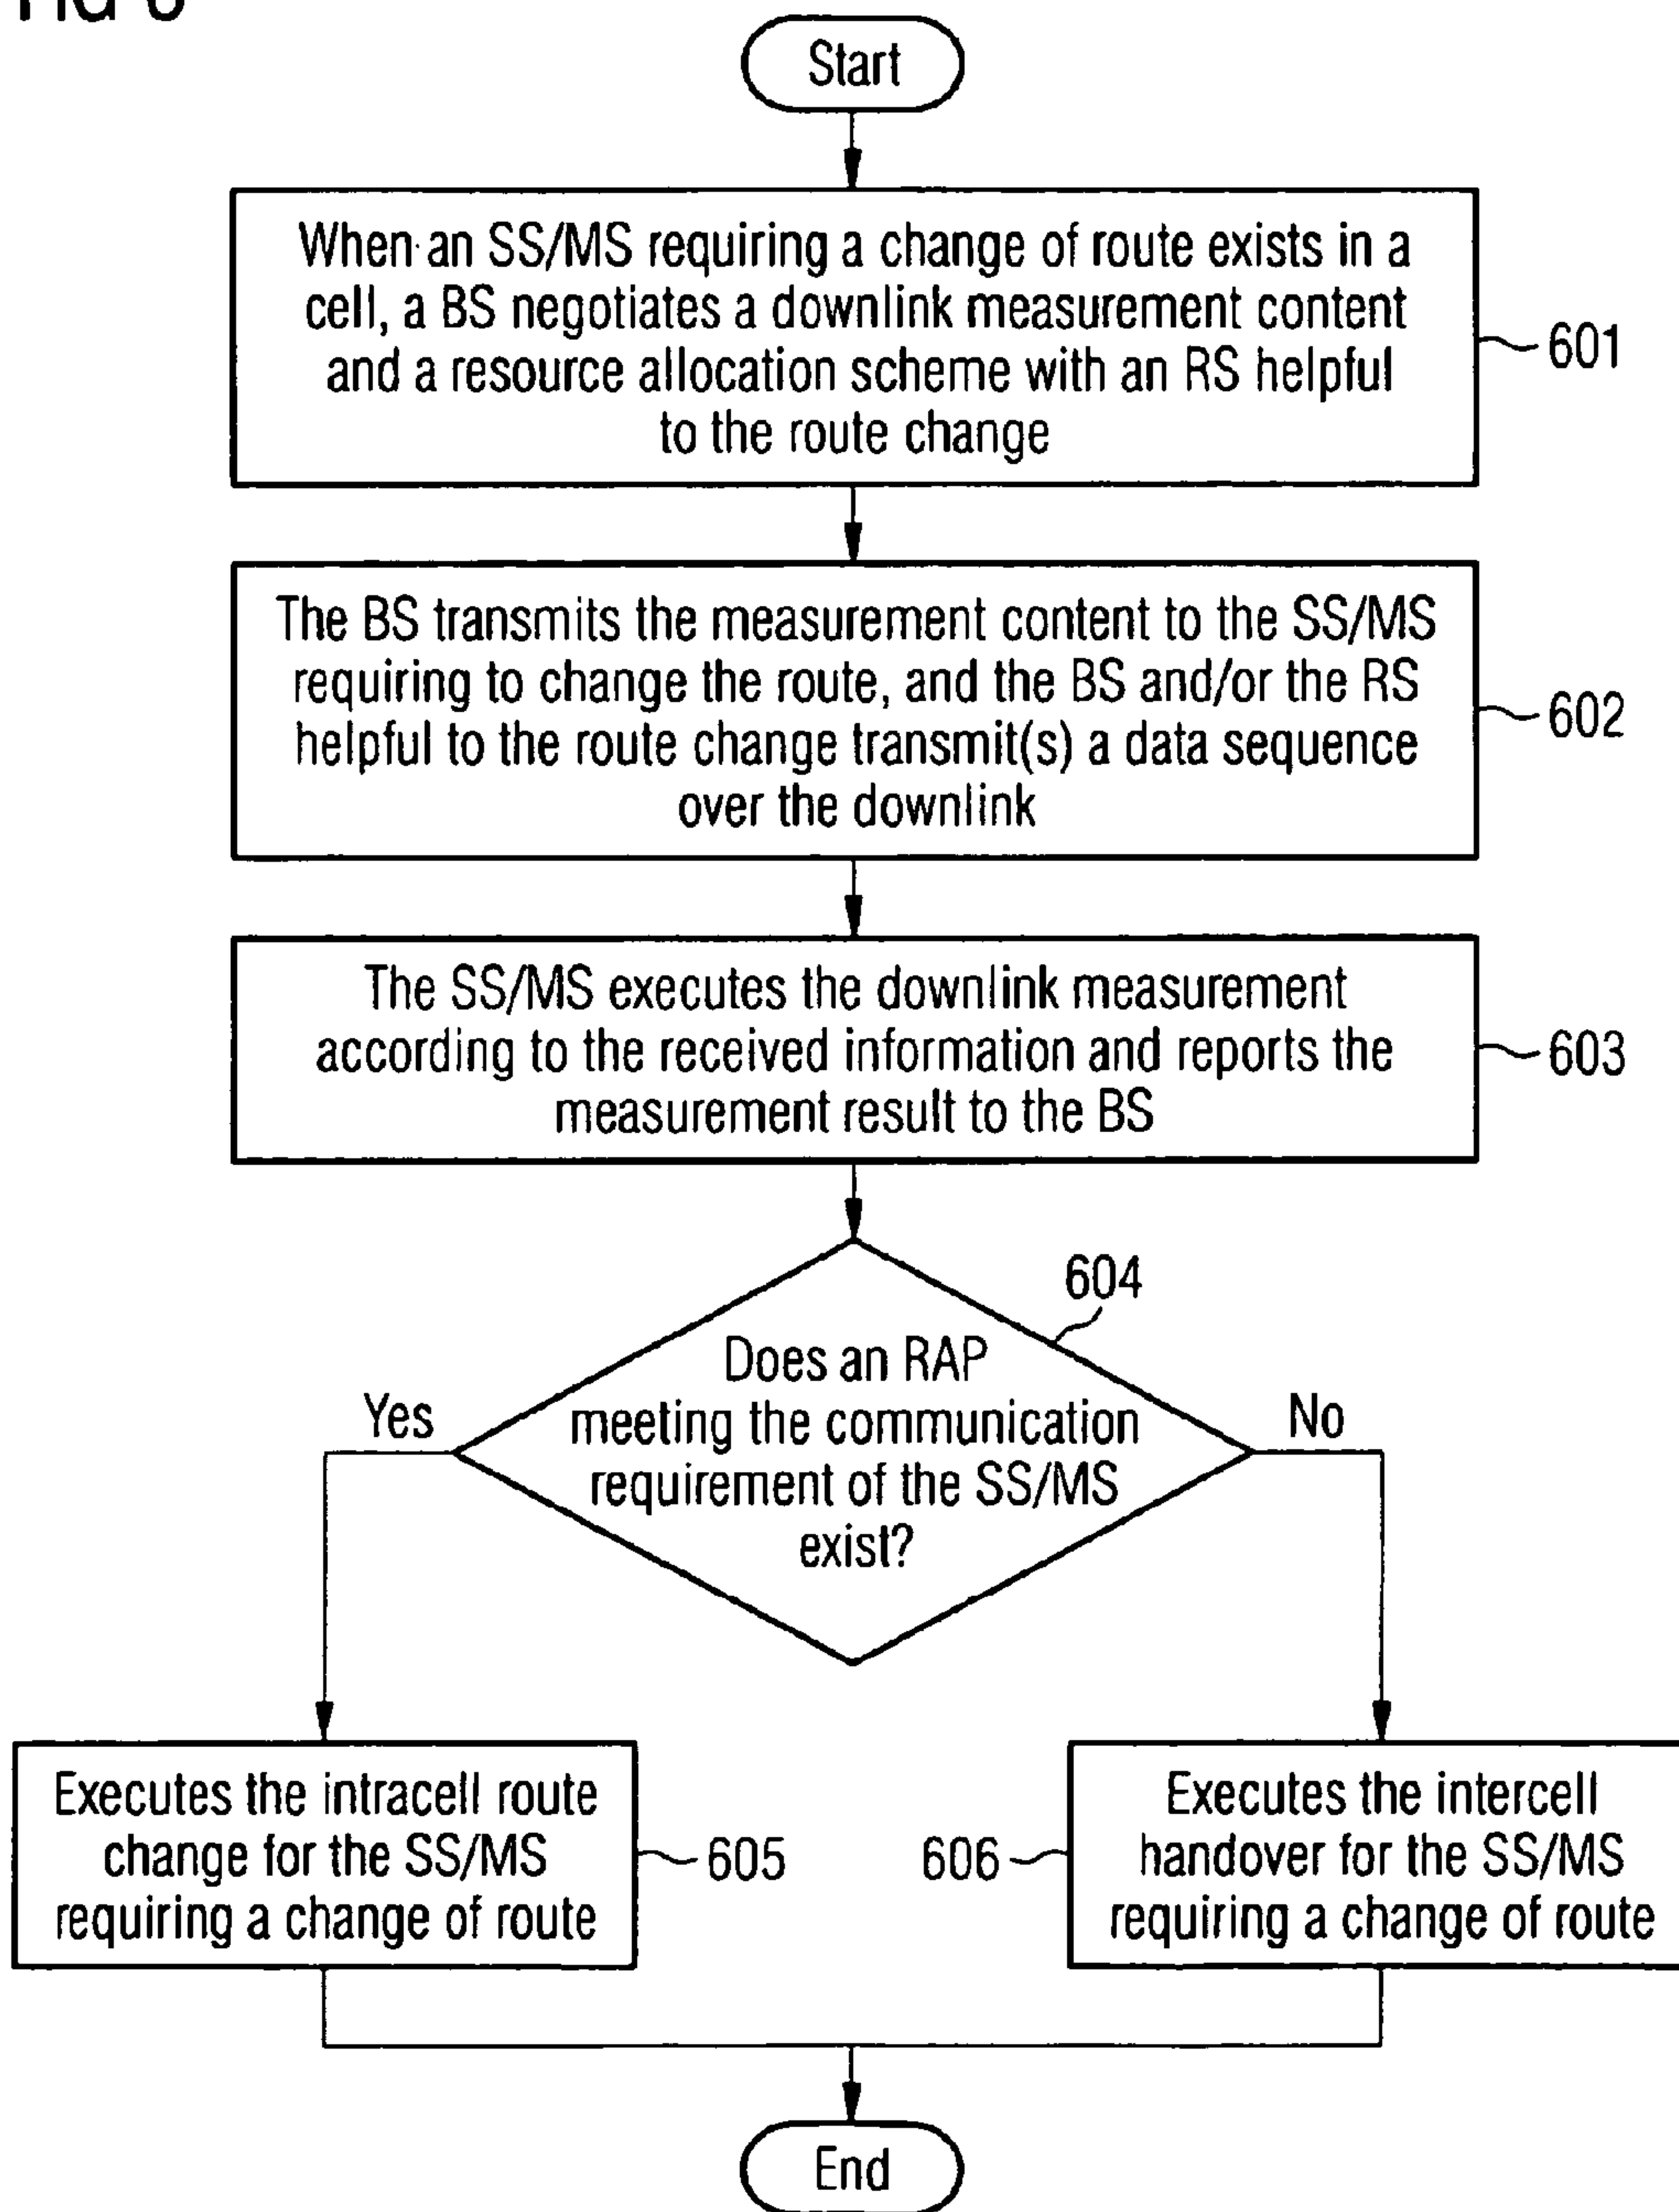 Start
When an SS/MS requiring a change of route exists in a
cell, a BS negotiates a downlink measurement content
and a resource allocation scheme with an RS helpful
to the route change
601
The BS transmits the measurement content to the SS/MS
requiring to change the route, and the BS and/or the RS
helpful to the route change transmit(s) a data sequence
over the downlink
602
The SS/MS executes the downlink measurement
according to the received information and reports the
measurement result to the BS
603
604
Does an RAP
meeting the communication
requirement of the SS/MS
exist?
Yes
No
Executes the intracell route
change for the SS/MS
requiring a change of route
605
606
Executes the intercell
handover for the SS/MS
requiring a change of route
End